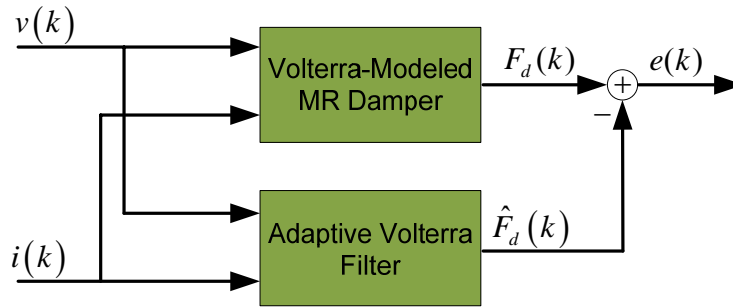 v(k)
Volterra-Modeled
MR Damper
F_d(k)
+
e(k)
−
i(k)
Adaptive Volterra
Filter
F̂_d(k)